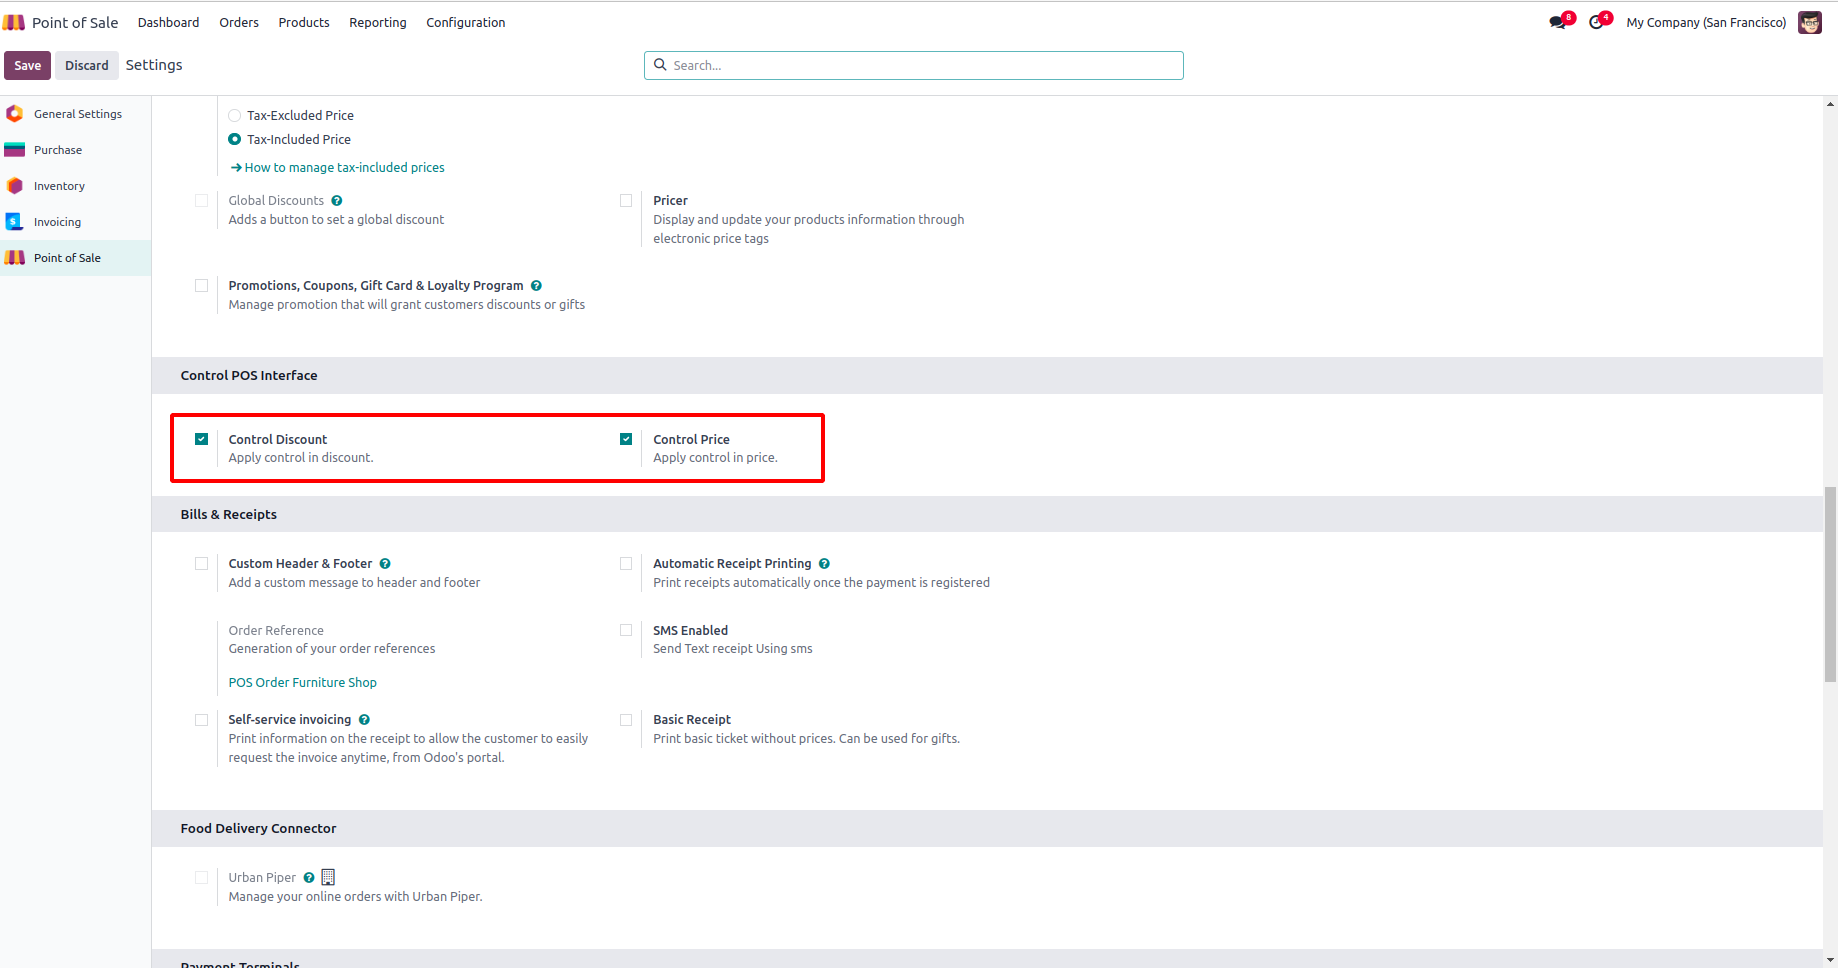 Point of Sale Dashboard Orders Products Reporting Configuration 8 4 My Company (San Francisco)
Save Discard Settings Search...
General Settings
Purchase
Inventory
Invoicing
Point of Sale
Tax-Excluded Price
Tax-Included Price
How to manage tax-included prices
Global Discounts ?
Adds a button to set a global discount
Pricer
Display and update your products information through
electronic price tags
Promotions, Coupons, Gift Card & Loyalty Program ?
Manage promotion that will grant customers discounts or gifts
Control POS Interface
Control Discount
Apply control in discount.
Control Price
Apply control in price.
Bills & Receipts
Custom Header & Footer ?
Add a custom message to header and footer
Automatic Receipt Printing ?
Print receipts automatically once the payment is registered
Order Reference
Generation of your order references
POS Order Furniture Shop
SMS Enabled
Send Text receipt Using sms
Self-service invoicing ?
Print information on the receipt to allow the customer to easily
request the invoice anytime, from Odoo's portal.
Basic Receipt
Print basic ticket without prices. Can be used for gifts.
Food Delivery Connector
Urban Piper ?
Manage your online orders with Urban Piper.
Payment Terminals